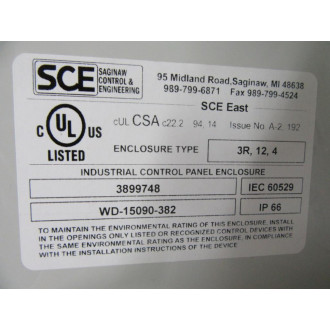 SCE
SAGINAW
CONTROL &
ENGINEERING
95 Midland Road, Saginaw, MI 48638
989-799-6871 Fax 989-799-4524
SCE East
C UL US
LISTED
cUL CSA c22.2 94, 14 Issue No. A-2, 192
ENCLOSURE TYPE 3R, 12, 4
INDUSTRIAL CONTROL PANEL ENCLOSURE
3899748 IEC 60529
WD-15090-382 IP 66
TO MAINTAIN THE ENVIRONMENTAL RATING OF THIS ENCLOSURE, INSTALL
IN THE OPENINGS ONLY LISTED OR RECOGNIZED CONTROL DEVICES WITH
THE SAME ENVIRONMENTAL RATING AS THE ENCLOSURE, IN COMPLIANCE
WITH THE INSTALLATION INSTRUCTIONS OF THE DEVICE.